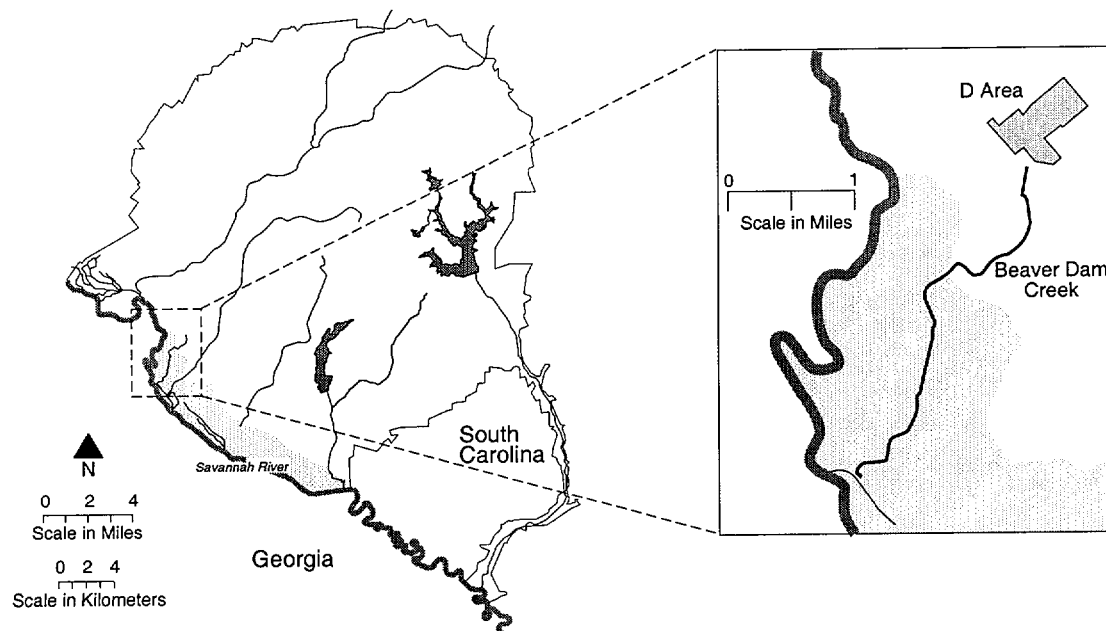 D Area
0 1
Scale in Miles
Beaver Dam
Creek
South
Carolina
N
Savannah River
0 2 4
Scale in Miles
Georgia
0 2 4
Scale in Kilometers